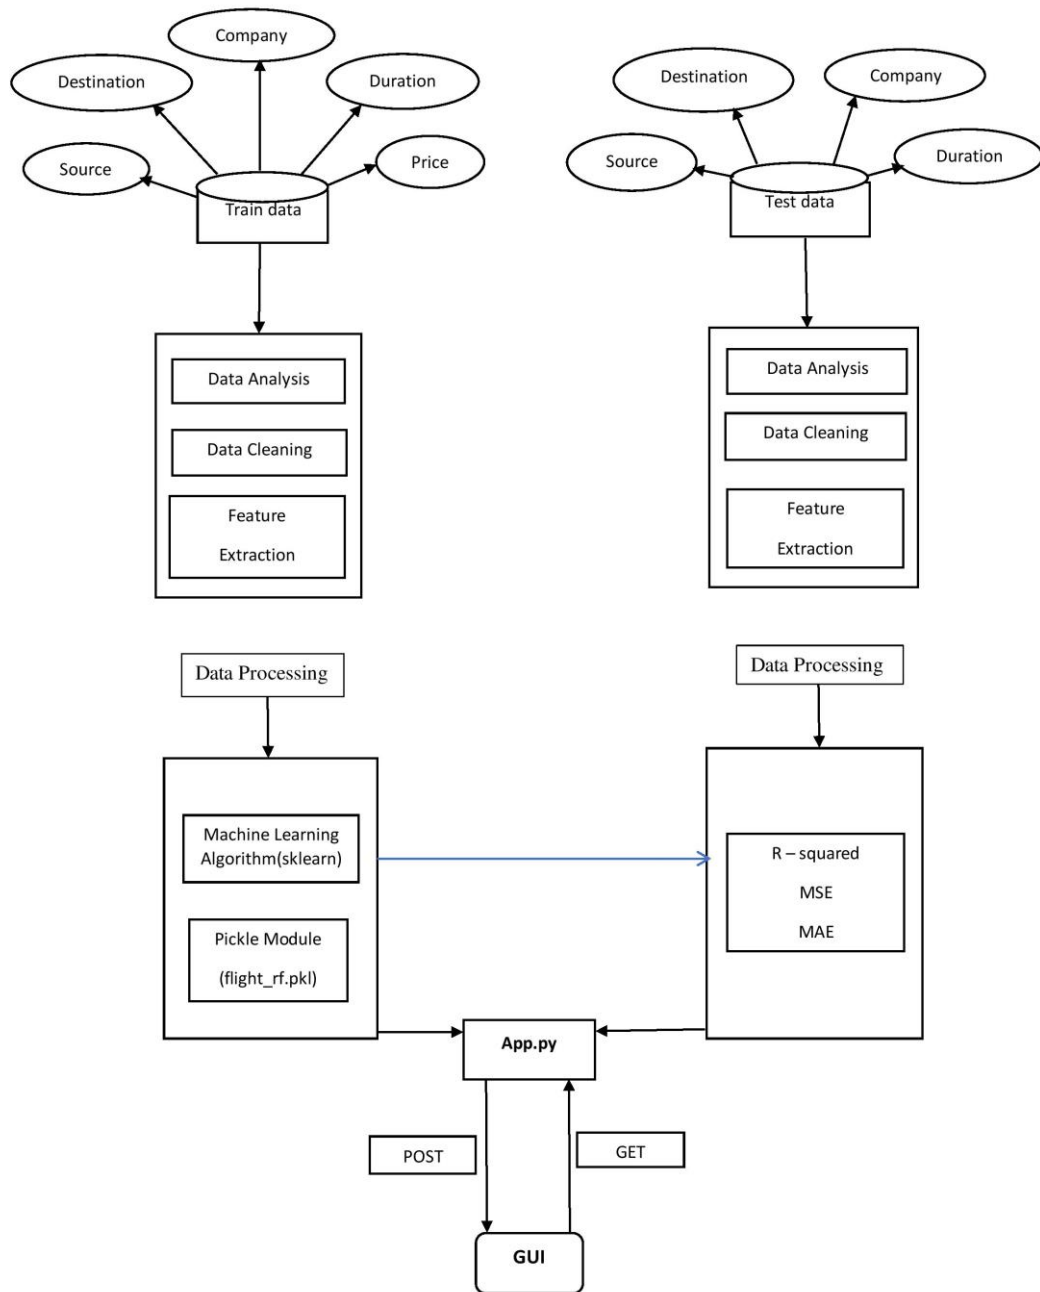 Company
Destination
Duration
Source
Price
Train data
Destination
Company
Source
Duration
Test data
Data Analysis
Data Cleaning
Feature
Extraction
Data Analysis
Data Cleaning
Feature
Extraction
Data Processing
Data Processing
Machine Learning
Algorithm(sklearn)
Pickle Module
(flight_rf.pkl)
R – squared
MSE
MAE
App.py
POST
GET
GUI